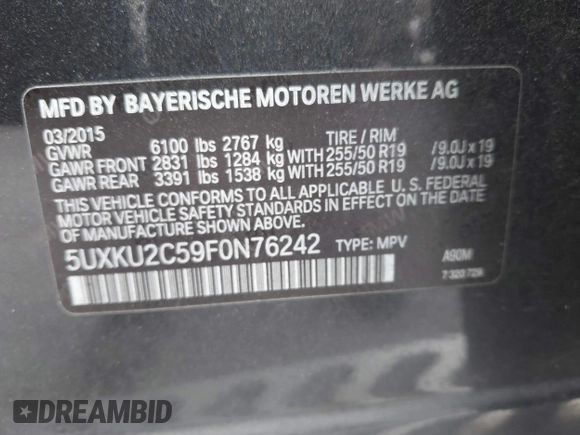 MFD BY BAYERISCHE MOTOREN WERKE AG
03/2015 TIRE / RIM
GVWR 6100 lbs 2767 kg
GAWR FRONT 2831 lbs 1284 kg WITH 255/50 R19 /9.0J x 19
GAWR REAR 3391 lbs 1538 kg WITH 255/50 R19 /9.0J x 19
THIS VEHICLE CONFORMS TO ALL APPLICABLE U. S. FEDERAL
MOTOR VEHICLE SAFETY STANDARDS IN EFFECT ON THE DATE
OF MANUFACTURE SHOWN ABOVE.
5UXKU2C59F0N76242 TYPE: MPV A90M
7 320 729
DREAMBID